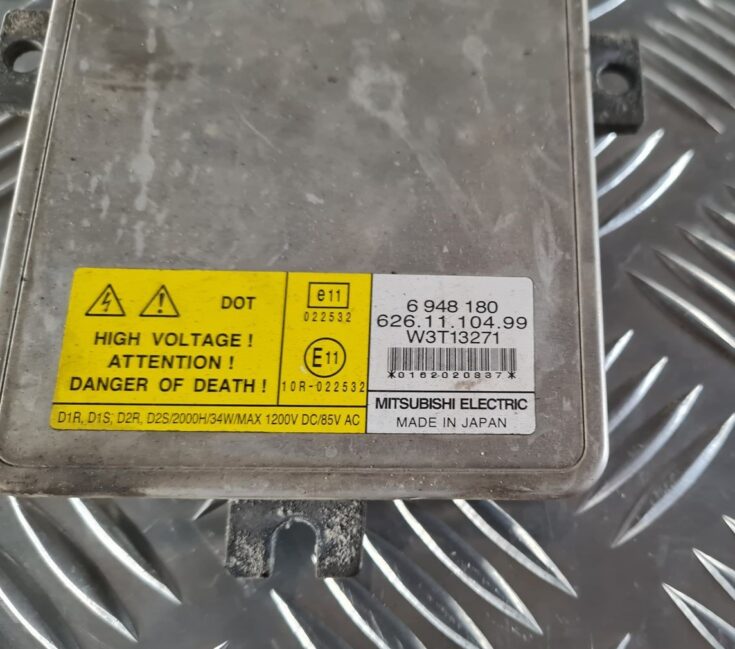 DOT
HIGH VOLTAGE !
ATTENTION !
DANGER OF DEATH !
e11
022532
E11
10R-022532
D1R, D1S, D2R, D2S/2000H/34W/MAX 1200V DC/85V AC
6 948 180
626.11.104.99
W3T13271
*0162020337*
MITSUBISHI ELECTRIC
MADE IN JAPAN